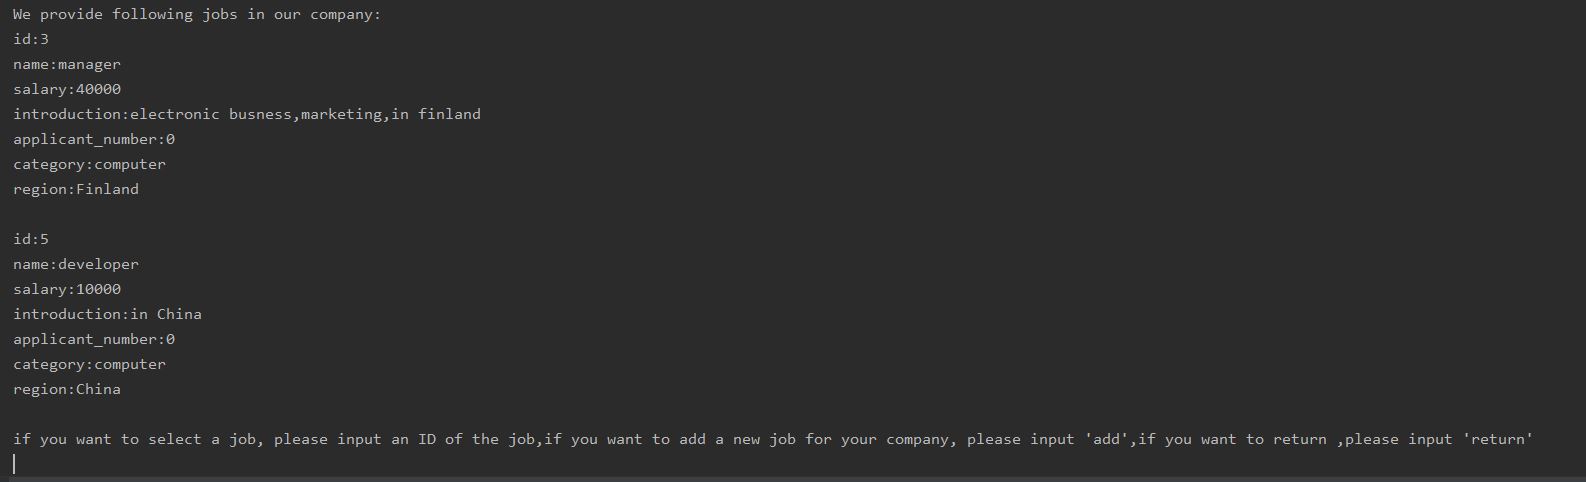 We provide following jobs in our company:
id:3
name:manager
salary:40000
introduction:electronic busness,marketing,in finland
applicant_number:0
category:computer
region:Finland
id:5
name:developer
salary:10000
introduction:in China
applicant_number:0
category:computer
region:China
if you want to select a job, please input an ID of the job,if you want to add a new job for your company, please input 'add',if you want to return ,please input 'return'